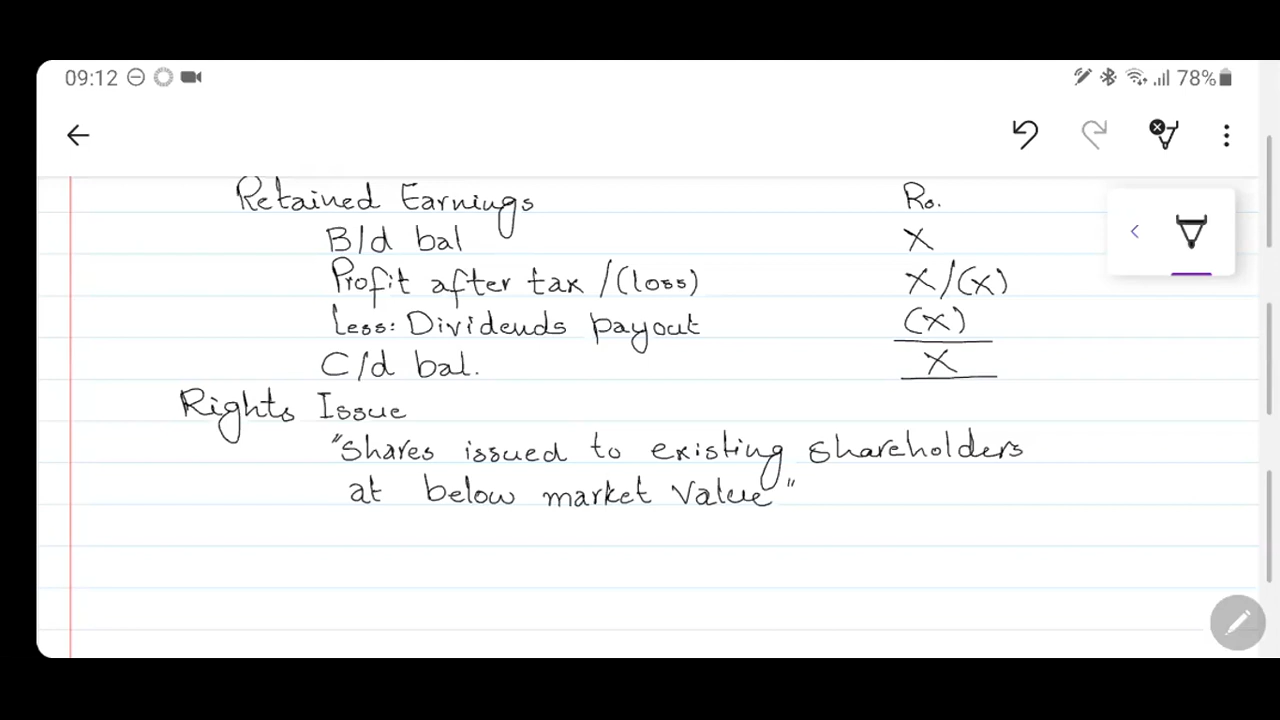 09:12
78%
Retained Earnings Rs.
B/d bal X
Profit after tax /(loss) X/(X)
Less: Dividends payout (X)
C/d bal. X
Rights Issue
"Shares issued to existing shareholders
at below market value"